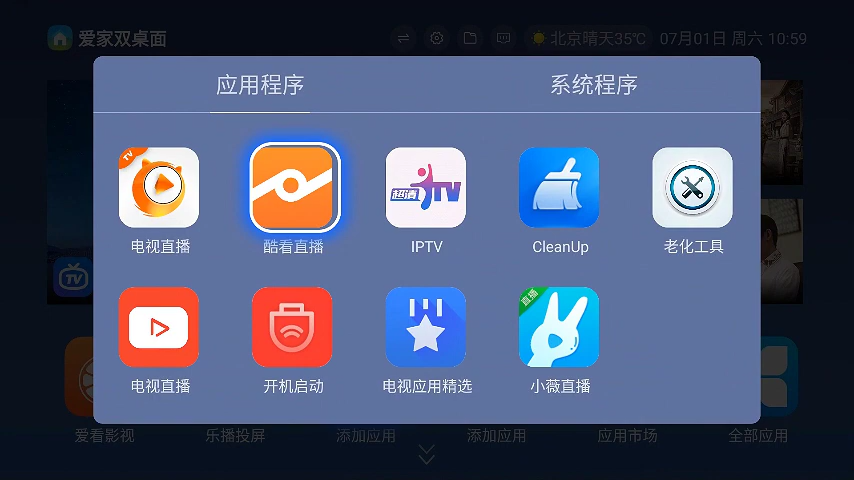 爱家双桌面
北京晴天35℃ 07月01日 周六 10:59
应用程序 系统程序
TV
超清 TV
电视直播 酷看直播 IPTV CleanUp 老化工具
TV
直播
电视直播 开机启动 电视应用精选 小薇直播
爱看影视 乐播投屏 添加应用 添加应用 应用市场 全部应用